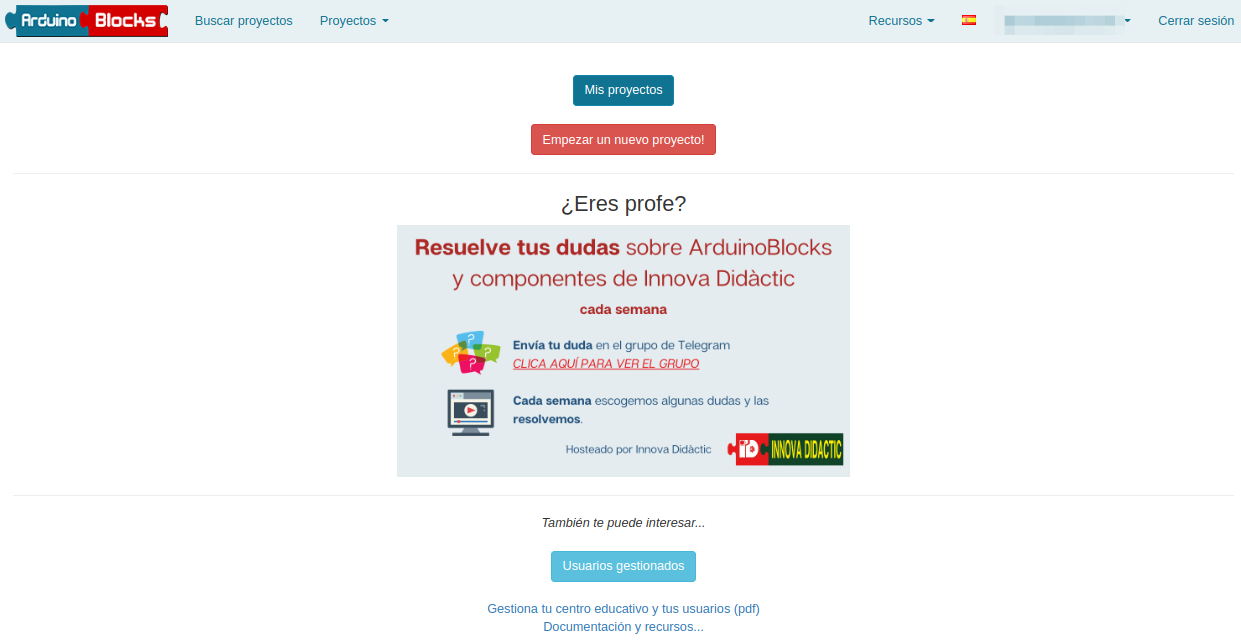 Arduino Blocks Buscar proyectos Proyectos Recursos Cerrar sesión
Mis proyectos
Empezar un nuevo proyecto!
¿Eres profe?
Resuelve tus dudas sobre ArduinoBlocks
y componentes de Innova Didàctic
cada semana
Envía tu duda en el grupo de Telegram
CLICA AQUÍ PARA VER EL GRUPO
Cada semana escogemos algunas dudas y las
resolvemos.
Hosteado por Innova Didàctic
iD INNOVA DIDACTIC
También te puede interesar...
Usuarios gestionados
Gestiona tu centro educativo y tus usuarios (pdf)
Documentación y recursos...